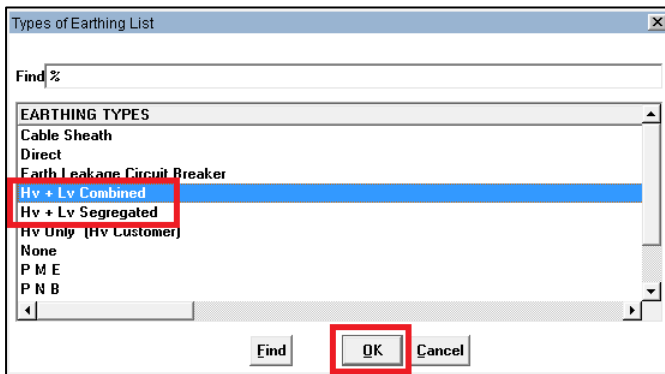 Types of Earthing List
Find %
EARTHING TYPES
Cable Sheath
Direct
Earth Leakage Circuit Breaker
Hv + Lv Combined
Hv + Lv Segregated
Hv Only (Hv Customer)
None
P M E
P N B
Find OK Cancel